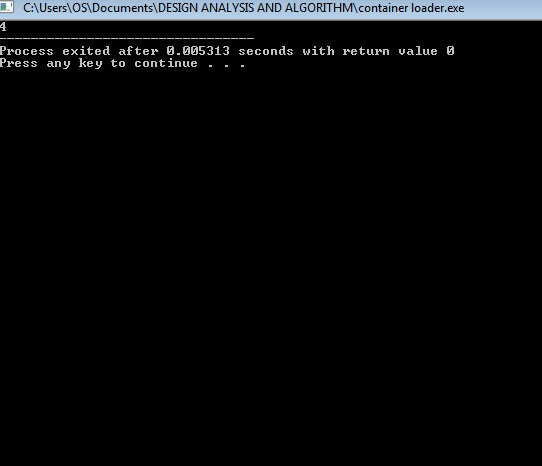 C:\Users\OS\Documents\DESIGN ANALYSIS AND ALGORITHM\container loader.exe
4
--------------------------------
Process exited after 0.005313 seconds with return value 0
Press any key to continue . . .